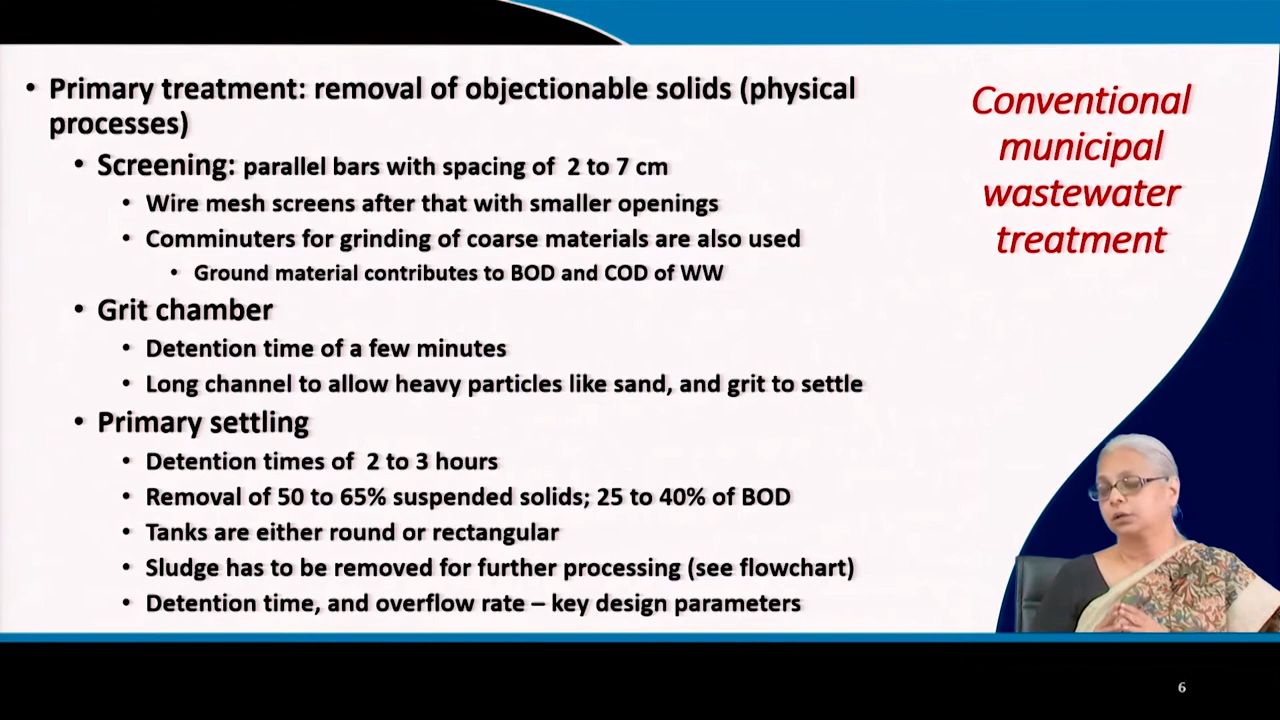 • Primary treatment: removal of objectionable solids (physical
processes)
• Screening: parallel bars with spacing of 2 to 7 cm
• Wire mesh screens after that with smaller openings
• Comminuters for grinding of coarse materials are also used
• Ground material contributes to BOD and COD of WW
• Grit chamber
• Detention time of a few minutes
• Long channel to allow heavy particles like sand, and grit to settle
• Primary settling
• Detention times of 2 to 3 hours
• Removal of 50 to 65% suspended solids; 25 to 40% of BOD
• Tanks are either round or rectangular
• Sludge has to be removed for further processing (see flowchart)
• Detention time, and overflow rate – key design parameters
Conventional
municipal
wastewater
treatment
6